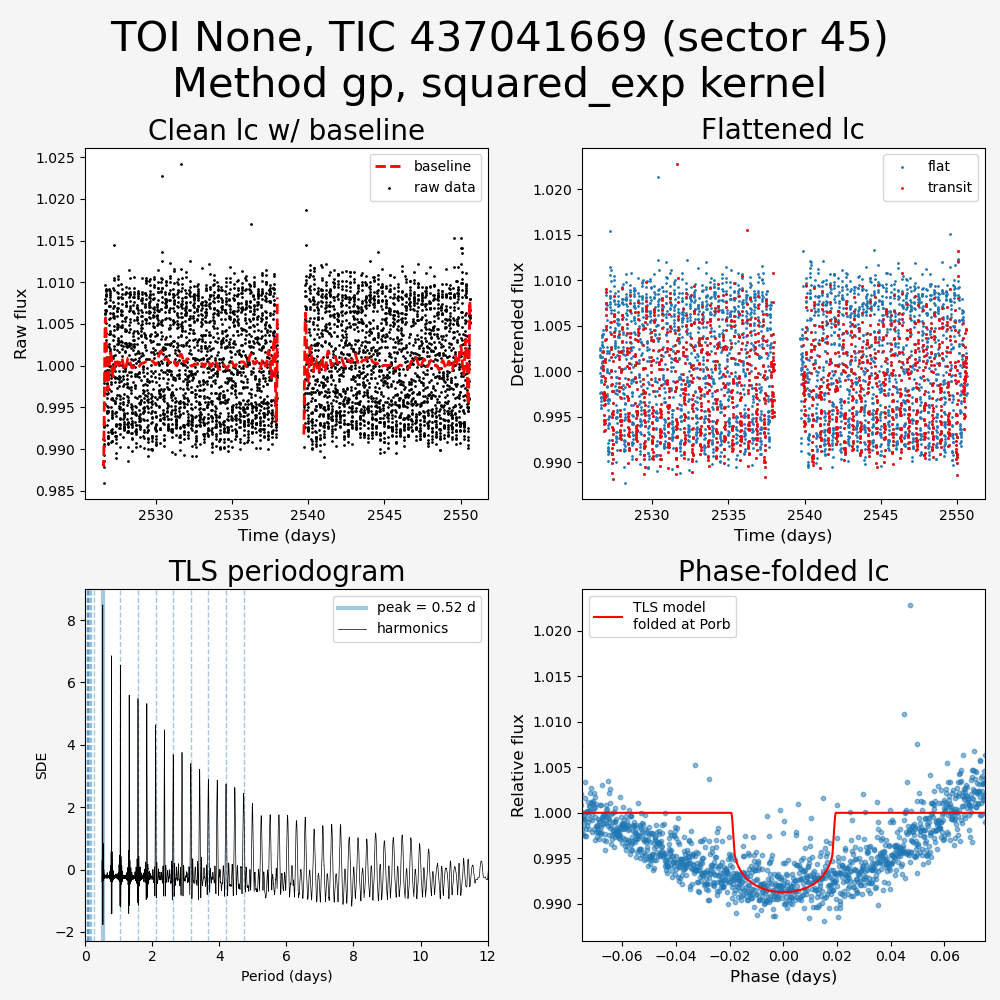 TOI None, TIC 437041669 (sector 45)
Method gp, squared_exp kernel
Clean lc w/ baseline
Raw flux
1.025
1.020
1.015
1.010
1.005
1.000
0.995
0.990
0.985
baseline
raw data
2530
2535
2540
2545
2550
Time (days)
Flattened lc
Detrended flux
1.020
1.015
1.010
1.005
1.000
0.995
0.990
flat
transit
2530
2535
2540
2545
2550
Time (days)
TLS periodogram
SDE
8
6
4
2
0
−2
peak = 0.52 d
harmonics
0
2
4
6
8
10
12
Period (days)
Phase-folded lc
Relative flux
1.020
1.015
1.010
1.005
1.000
0.995
0.990
TLS model
folded at Porb
−0.06
−0.04
−0.02
0.00
0.02
0.04
0.06
Phase (days)